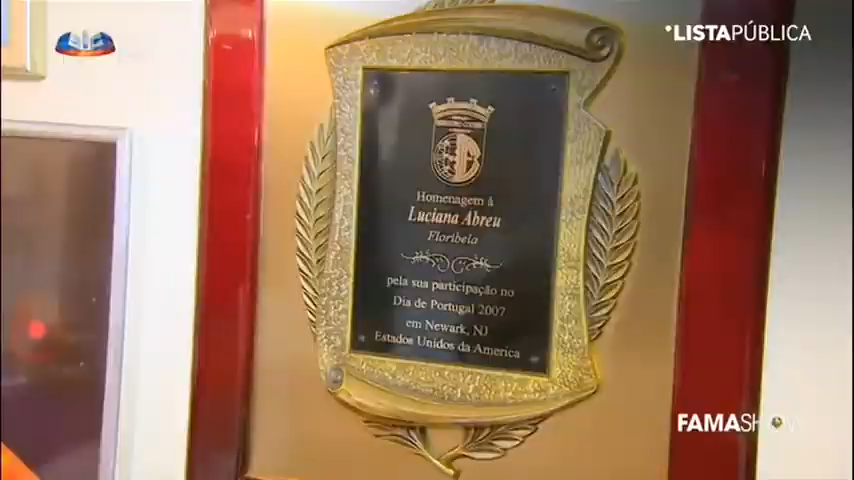 *LISTAPÚBLICA
Homenagem á
Luciana Abreu
Floribela
pela sua participação no
Dia de Portugal 2007
em Newark, NJ
Estados Unidos da America
FAMASHOW